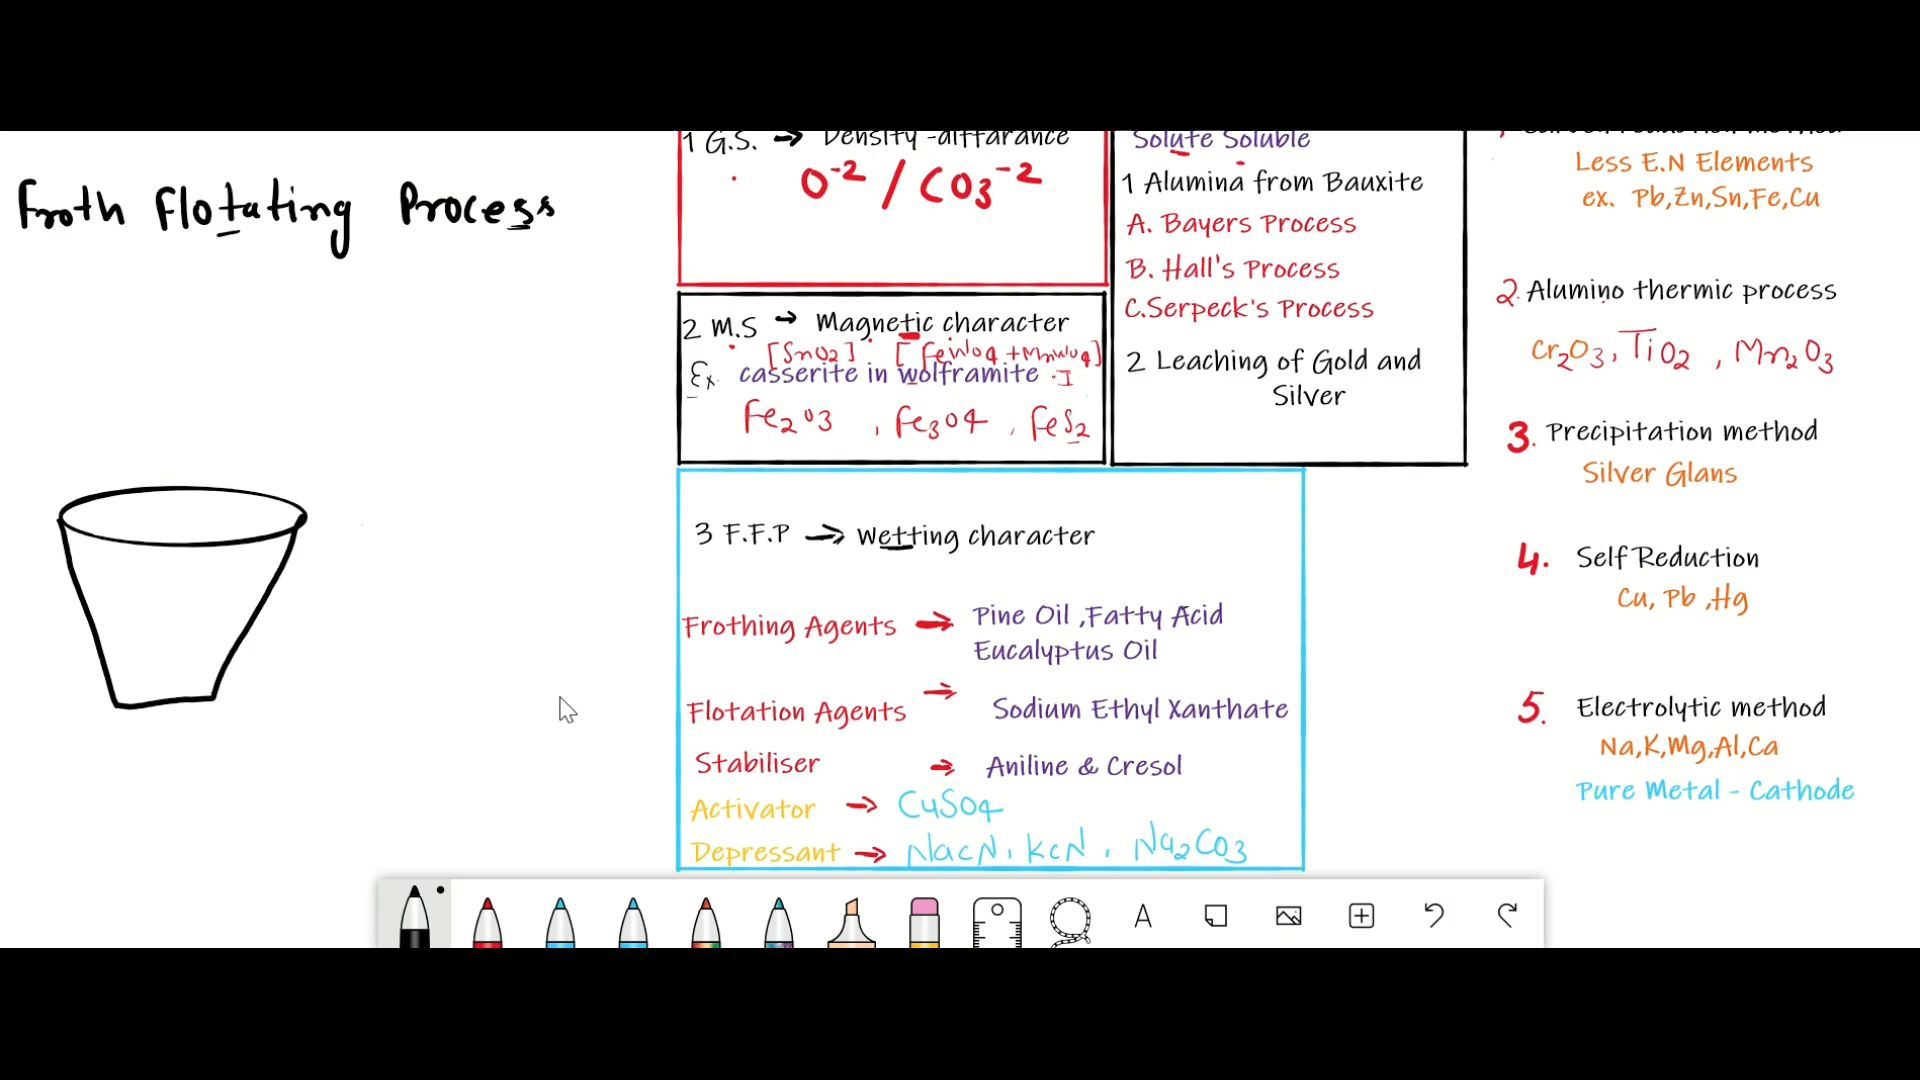 Froth Flotating Process
1 G.S. → Density -diffarance
O-2 / CO3-2
2 M.S → Magnetic character
[SnO2] [FeWO4 + MnWO4]
Ex. casserite in wolframite
Fe2O3 , Fe3O4 , FeS2
3 F.F.P → Wetting character
Frothing Agents → Pine Oil ,Fatty Acid
Eucalyptus Oil
Flotation Agents → Sodium Ethyl Xanthate
Stabiliser → Aniline & Cresol
Activator → CuSO4
Depressant → NaCN, KCN, Na2CO3
Solute Soluble
1 Alumina from Bauxite
A. Bayers Process
B. Hall's Process
C.Serpeck's Process
2 Leaching of Gold and
Silver
Less E.N Elements
ex. Pb,Zn,Sn,Fe,Cu
2. Alumino thermic process
Cr2O3, TiO2 , Mn2O3
3. Precipitation method
Silver Glans
4. Self Reduction
Cu, Pb ,Hg
5. Electrolytic method
Na,K,Mg,Al,Ca
Pure Metal - Cathode